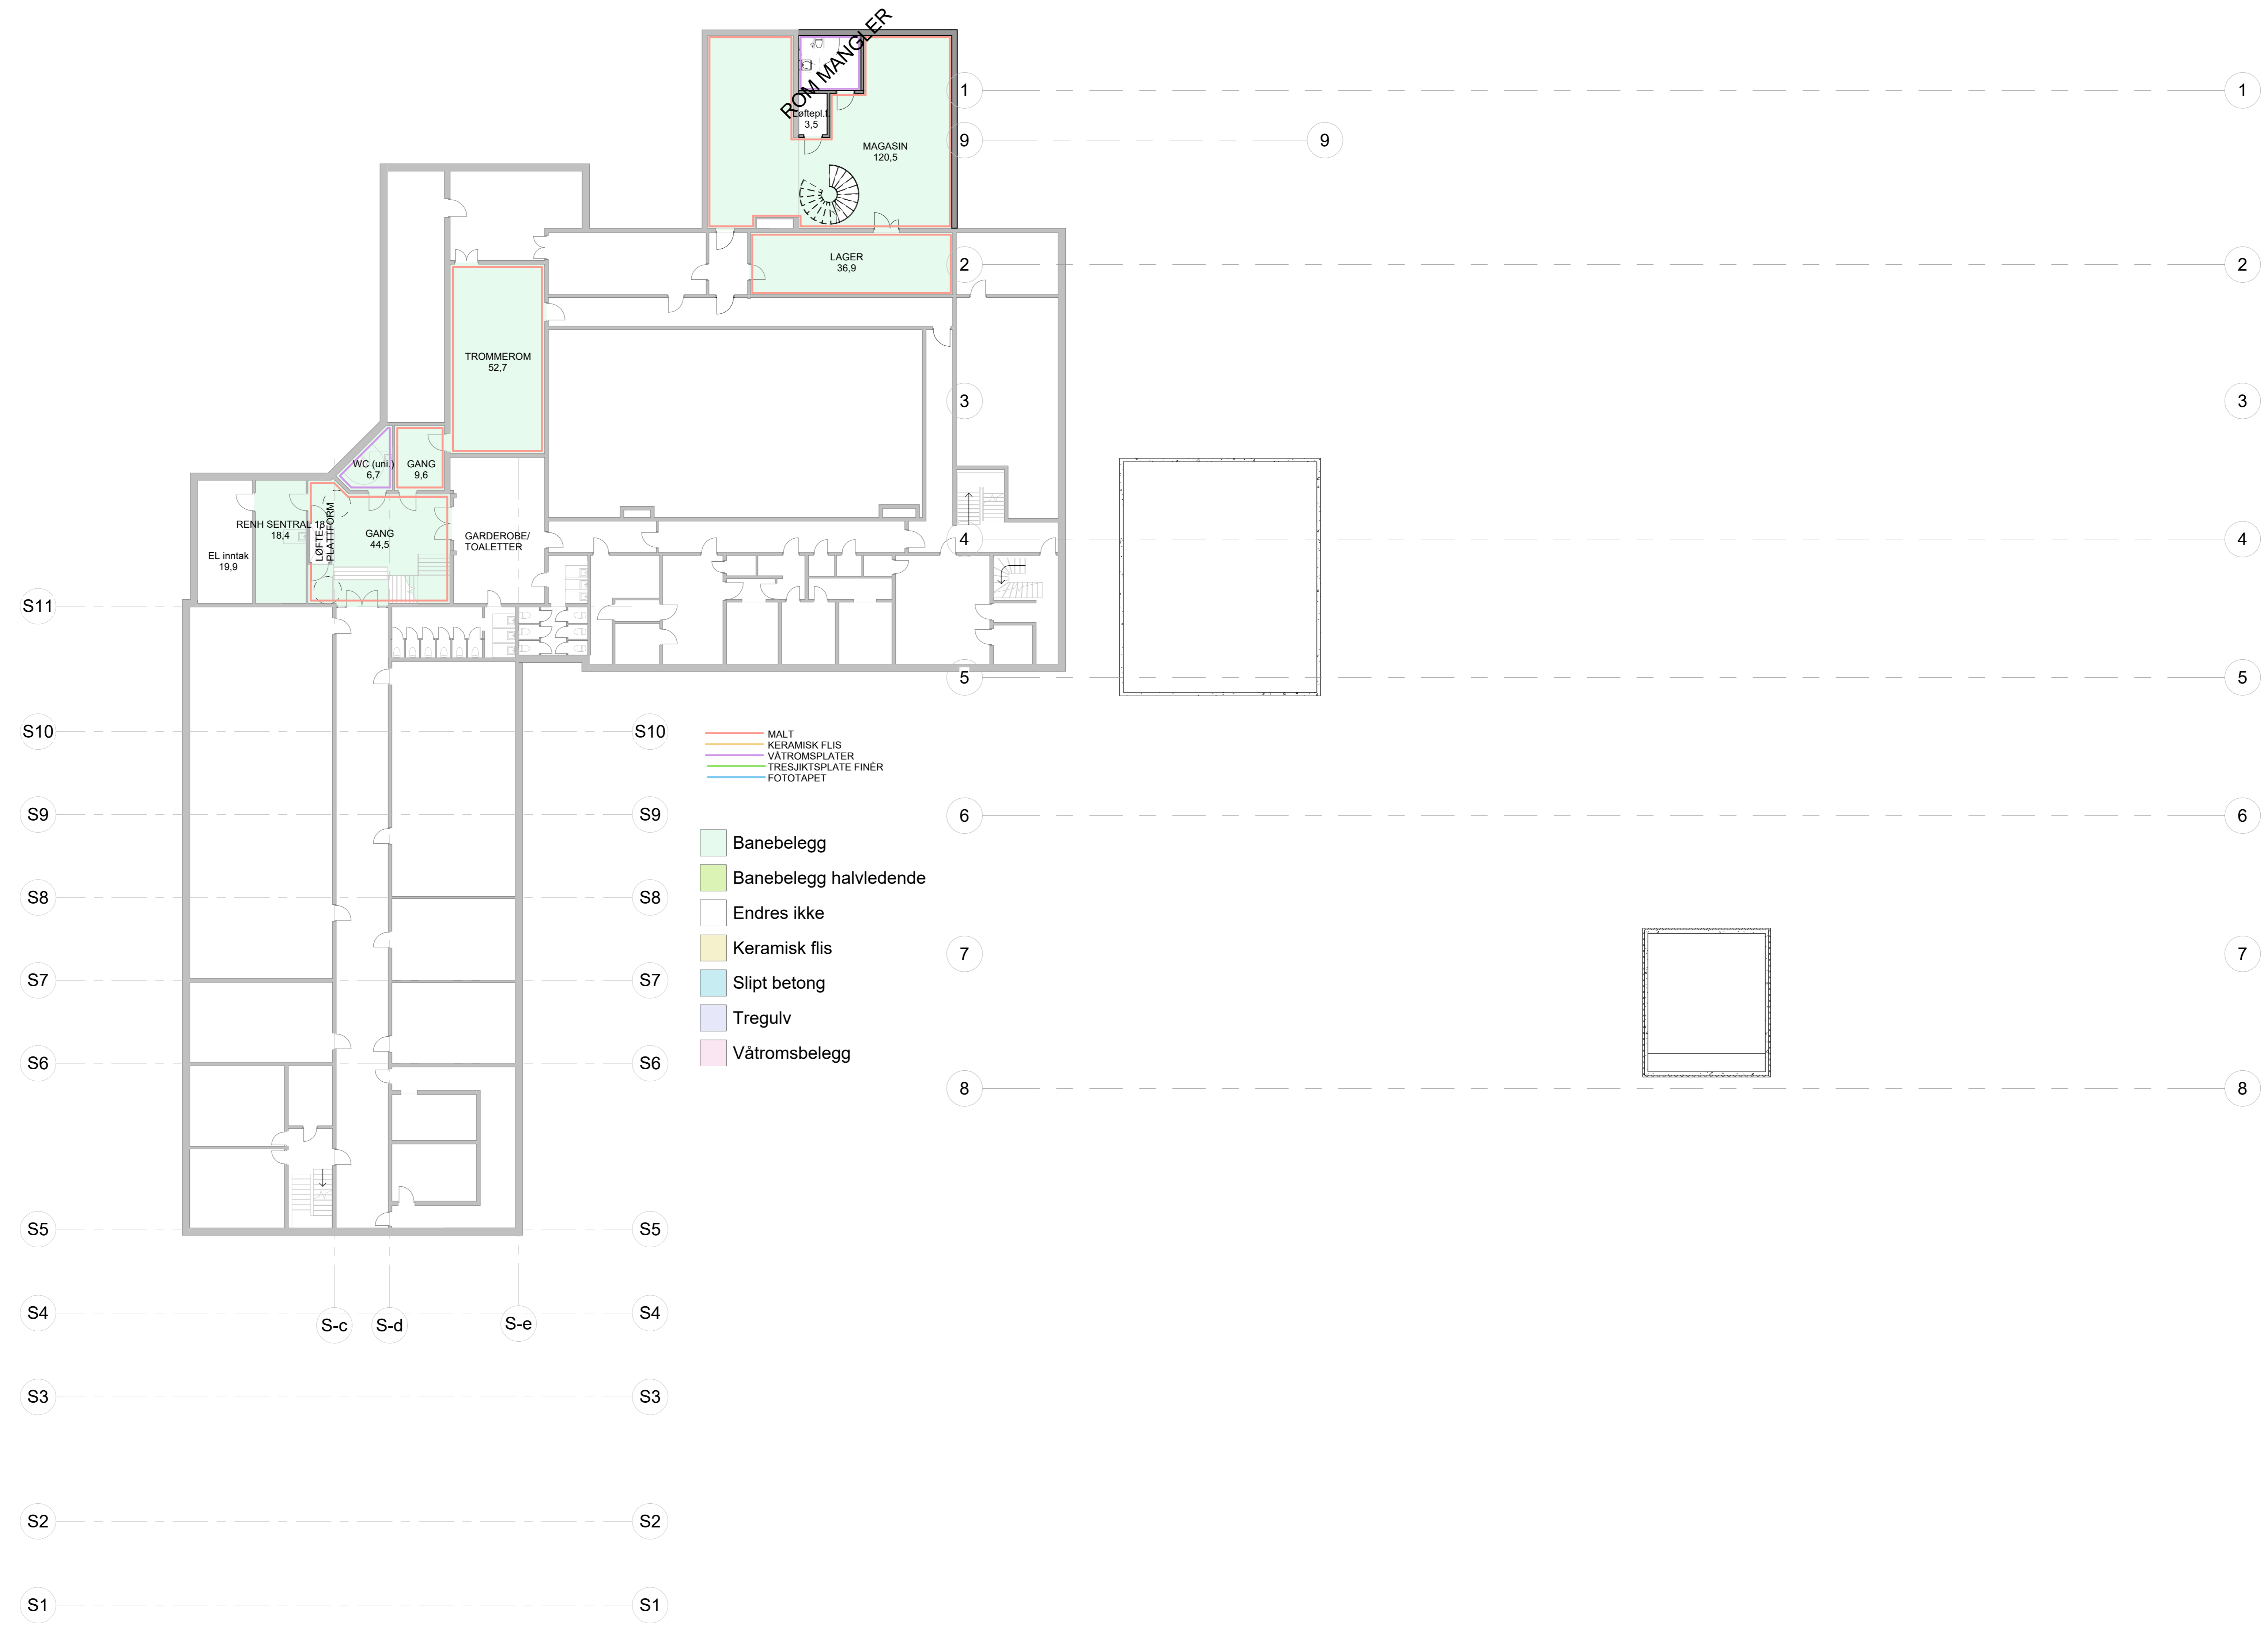 ROM MANGLER
Løftepl.f.
3,5
MAGASIN
120,5
1
1
9
9
LAGER
36,9
2
2
TROMMEROM
52,7
3
3
WC (uni.)
6,7
GANG
9,6
RENH SENTRAL 18
18,4
LØFTE
PLATTFORM
GANG
44,5
GARDEROBE/
TOALETTER
EL inntak
19,9
4
4
S11
5
5
S10
S10
MALT
KERAMISK FLIS
VÅTROMSPLATER
TRESJIKTSPLATE FINÈR
FOTOTAPET
S9
S9
6
6
Banebelegg
Banebelegg halvledende
S8
S8
Endres ikke
Keramisk flis
7
7
S7
S7
Slipt betong
Tregulv
Våtromsbelegg
S6
S6
8
8
S5
S5
S4
S4
S-c
S-d
S-e
S3
S3
S2
S2
S1
S1